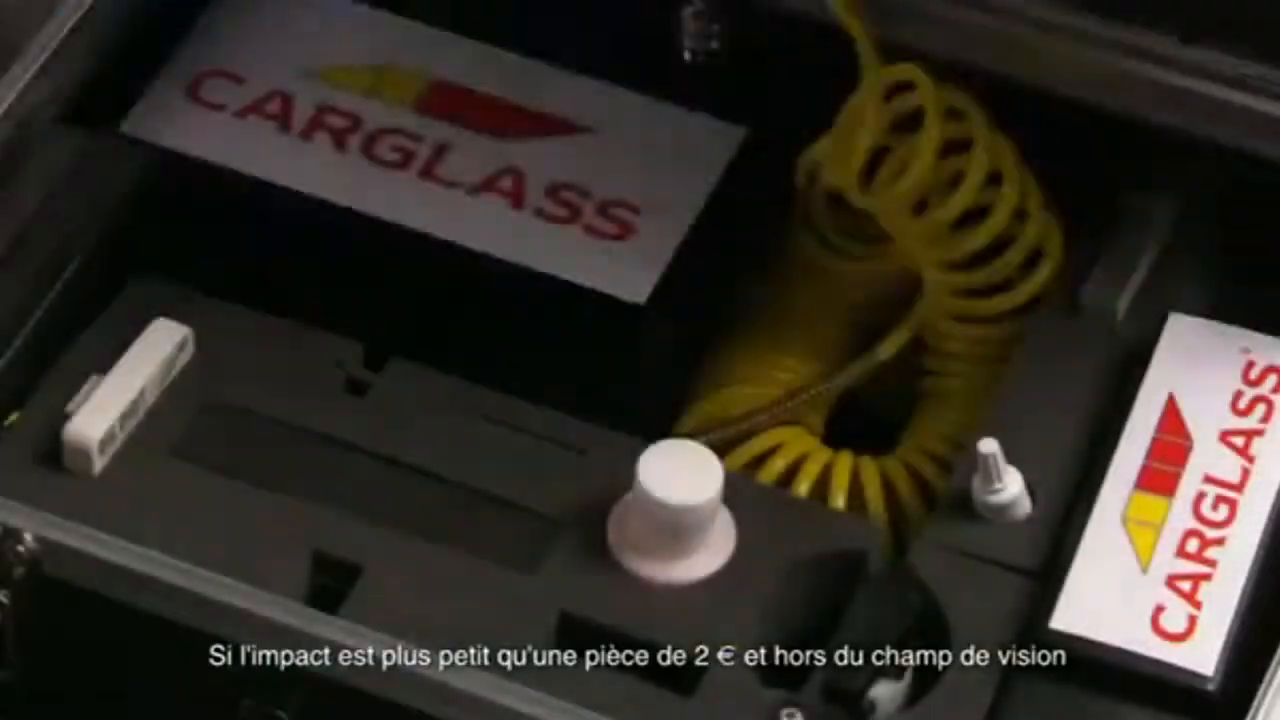 CARGLASS
CARGLASS
Si l'impact est plus petit qu'une pièce de 2 € et hors du champ de vision